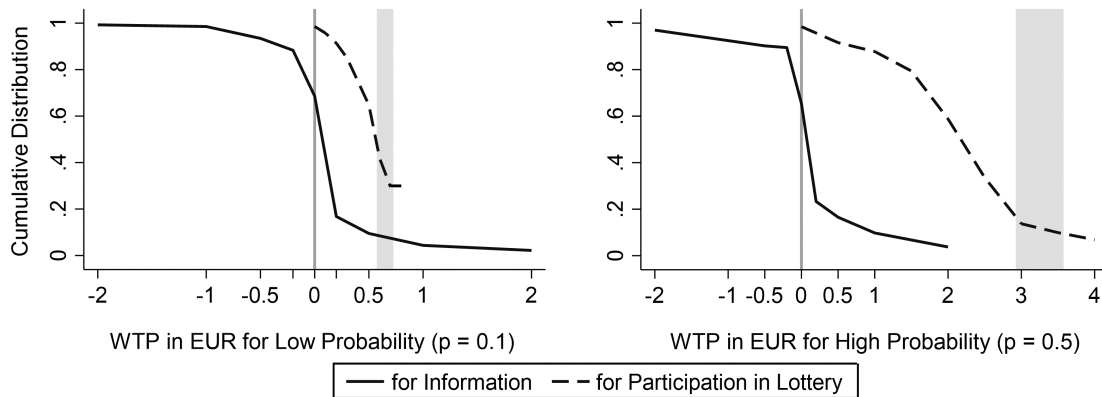 Cumulative Distribution
1
.8
.6
.4
.2
0
-2 -1 -0.5 0 0.5 1 2
WTP in EUR for Low Probability (p = 0.1)
1
.8
.6
.4
.2
0
-2 -1 -0.5 0 0.5 1 2 3 4
WTP in EUR for High Probability (p = 0.5)
for Information for Participation in Lottery